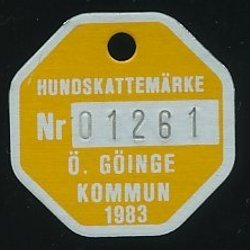 HUNDSKATTEMÄRKE
Nr 01261
Ö. GÖINGE
KOMMUN
1983